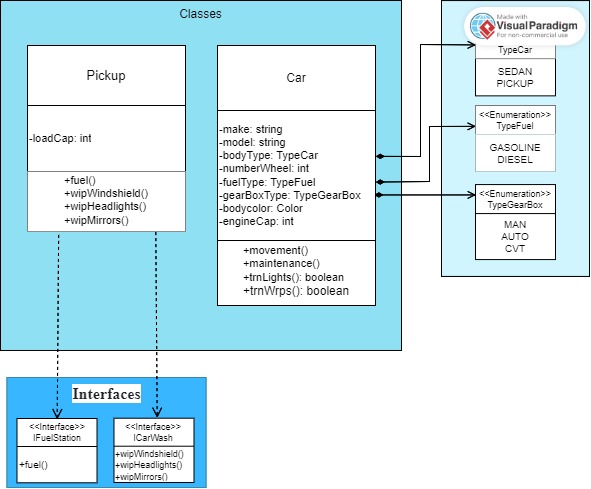 Classes
Pickup
-loadCap: int
+fuel()
+wipWindshield()
+wipHeadlights()
+wipMirrors()
Car
-make: string
-model: string
-bodyType: TypeCar
-numberWheel: int
-fuelType: TypeFuel
-gearBoxType: TypeGearBox
-bodycolor: Color
-engineCap: int
+movement()
+maintenance()
+trnLights(): boolean
+trnWrps(): boolean
Made with
Visual Paradigm
For non-commercial use
TypeCar
SEDAN
PICKUP
<<Enumeration>>
TypeFuel
GASOLINE
DIESEL
<<Enumeration>>
TypeGearBox
MAN
AUTO
CVT
Interfaces
<<Interface>>
IFuelStation
+fuel()
<<Interface>>
ICarWash
+wipWindshield()
+wipHeadlights()
+wipMirrors()